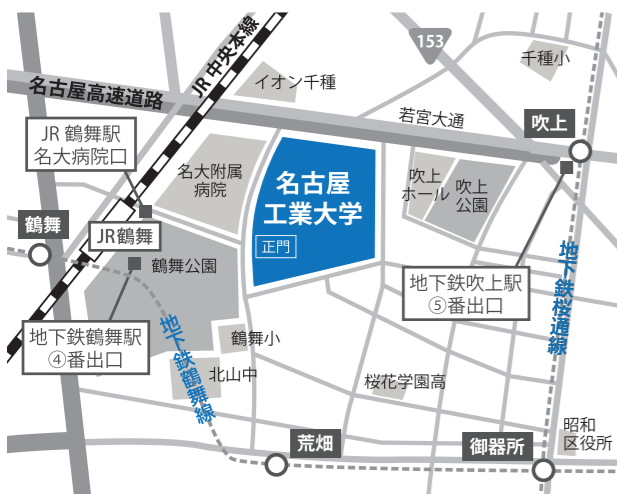 153
JR 中央本線
千種小
イオン千種
名古屋高速道路
若宮大通
吹上
JR 鶴舞駅
名大病院口
名大附属
病院
名古屋
工業大学
吹上
ホール
吹上
公園
正門
鶴舞
JR鶴舞
鶴舞公園
地下鉄吹上駅
⑤番出口
地下鉄桜通線
地下鉄鶴舞駅
④番出口
地下鉄鶴舞線
鶴舞小
北山中
桜花学園高
荒畑
御器所
昭和
区役所